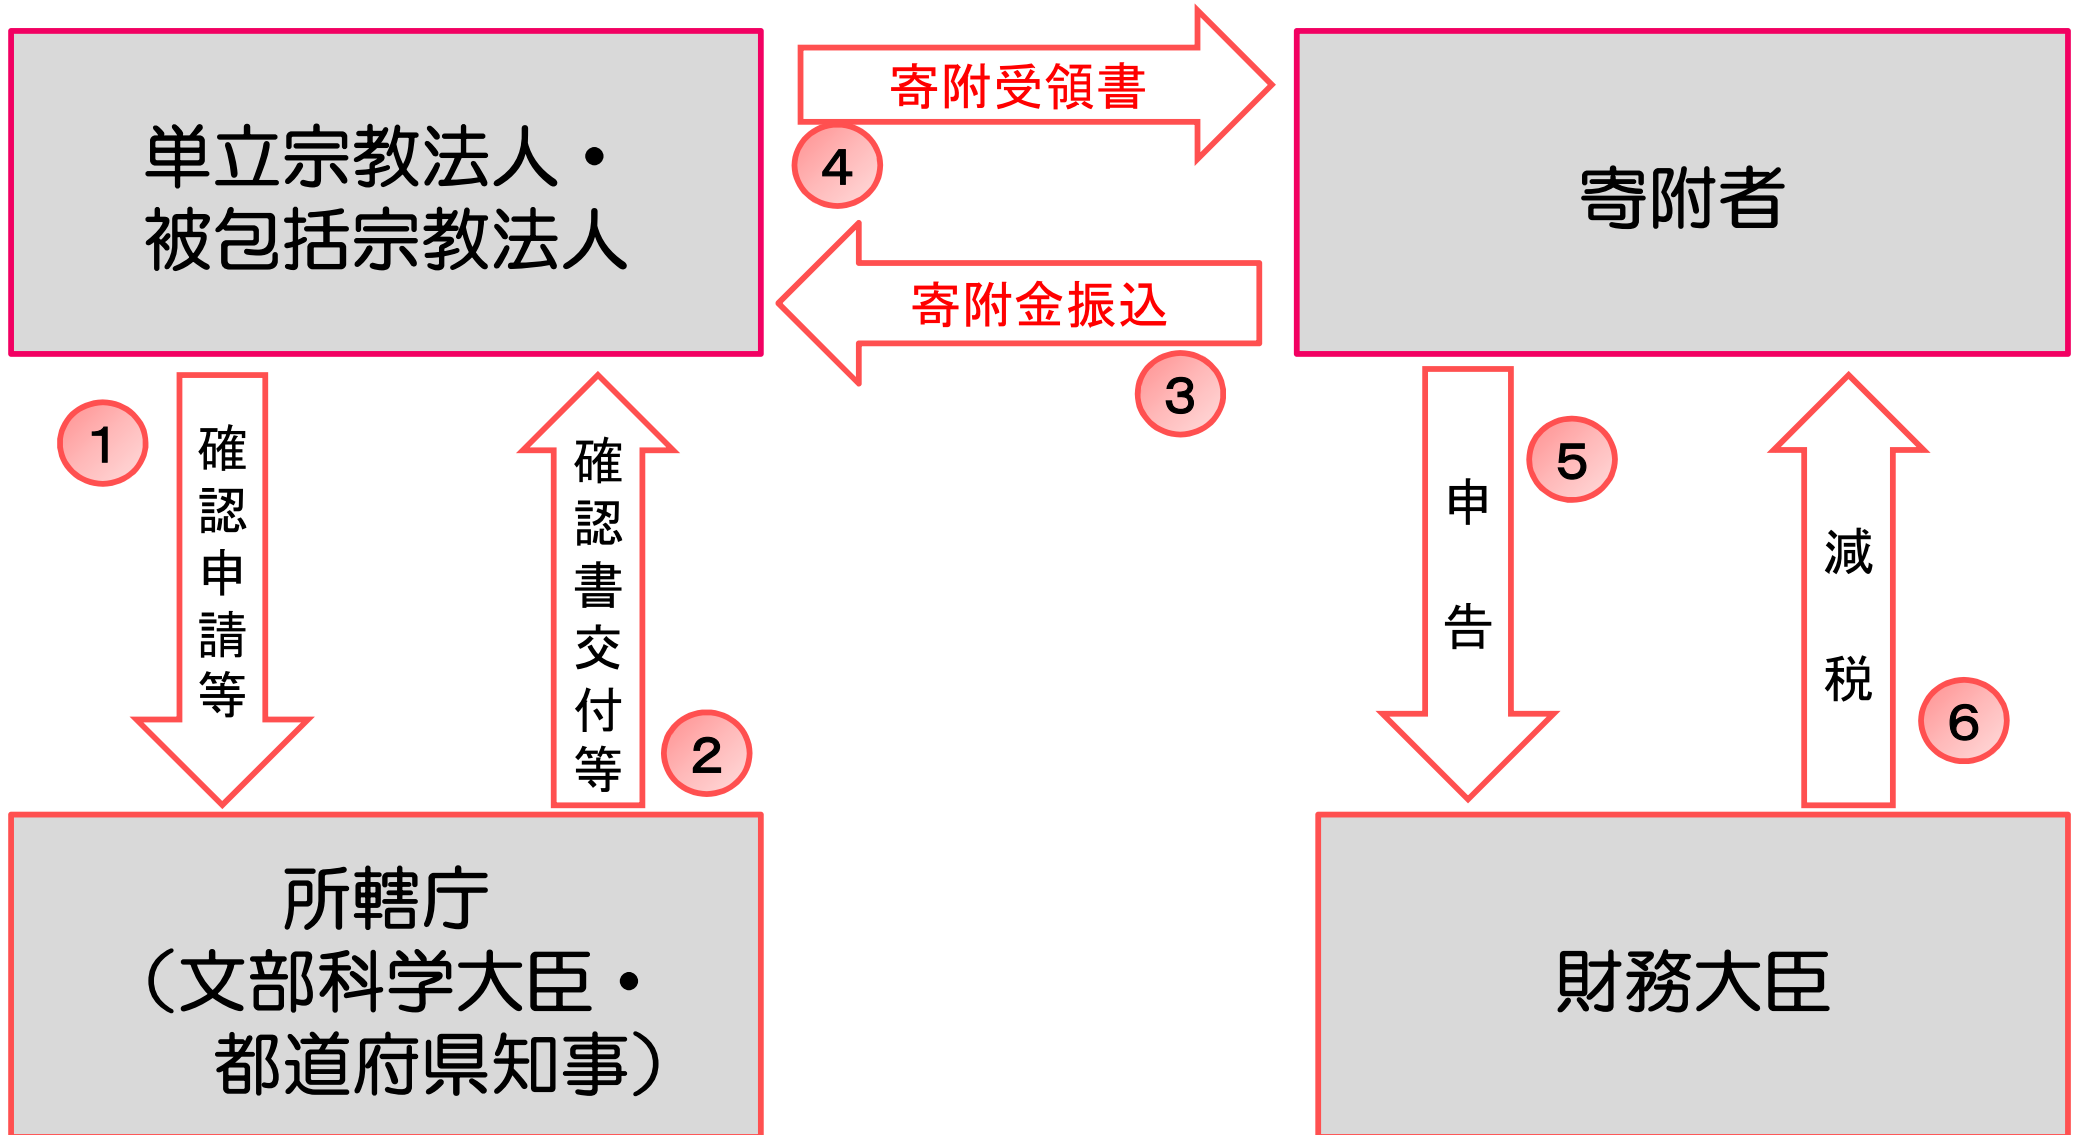 単立宗教法人・
被包括宗教法人
寄附受領書
4
寄附者
寄附金振込
3
1
確認申請等
確認書交付等
2
申告
5
減税
6
所轄庁
（文部科学大臣・
都道府県知事）
財務大臣